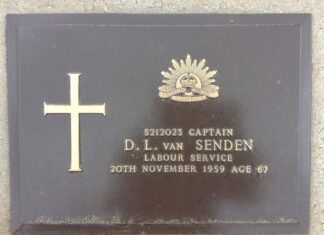 S212023 CAPTAIN
D. L. VAN SENDEN
LABOUR SERVICE
20TH NOVEMBER 1959 AGE 67